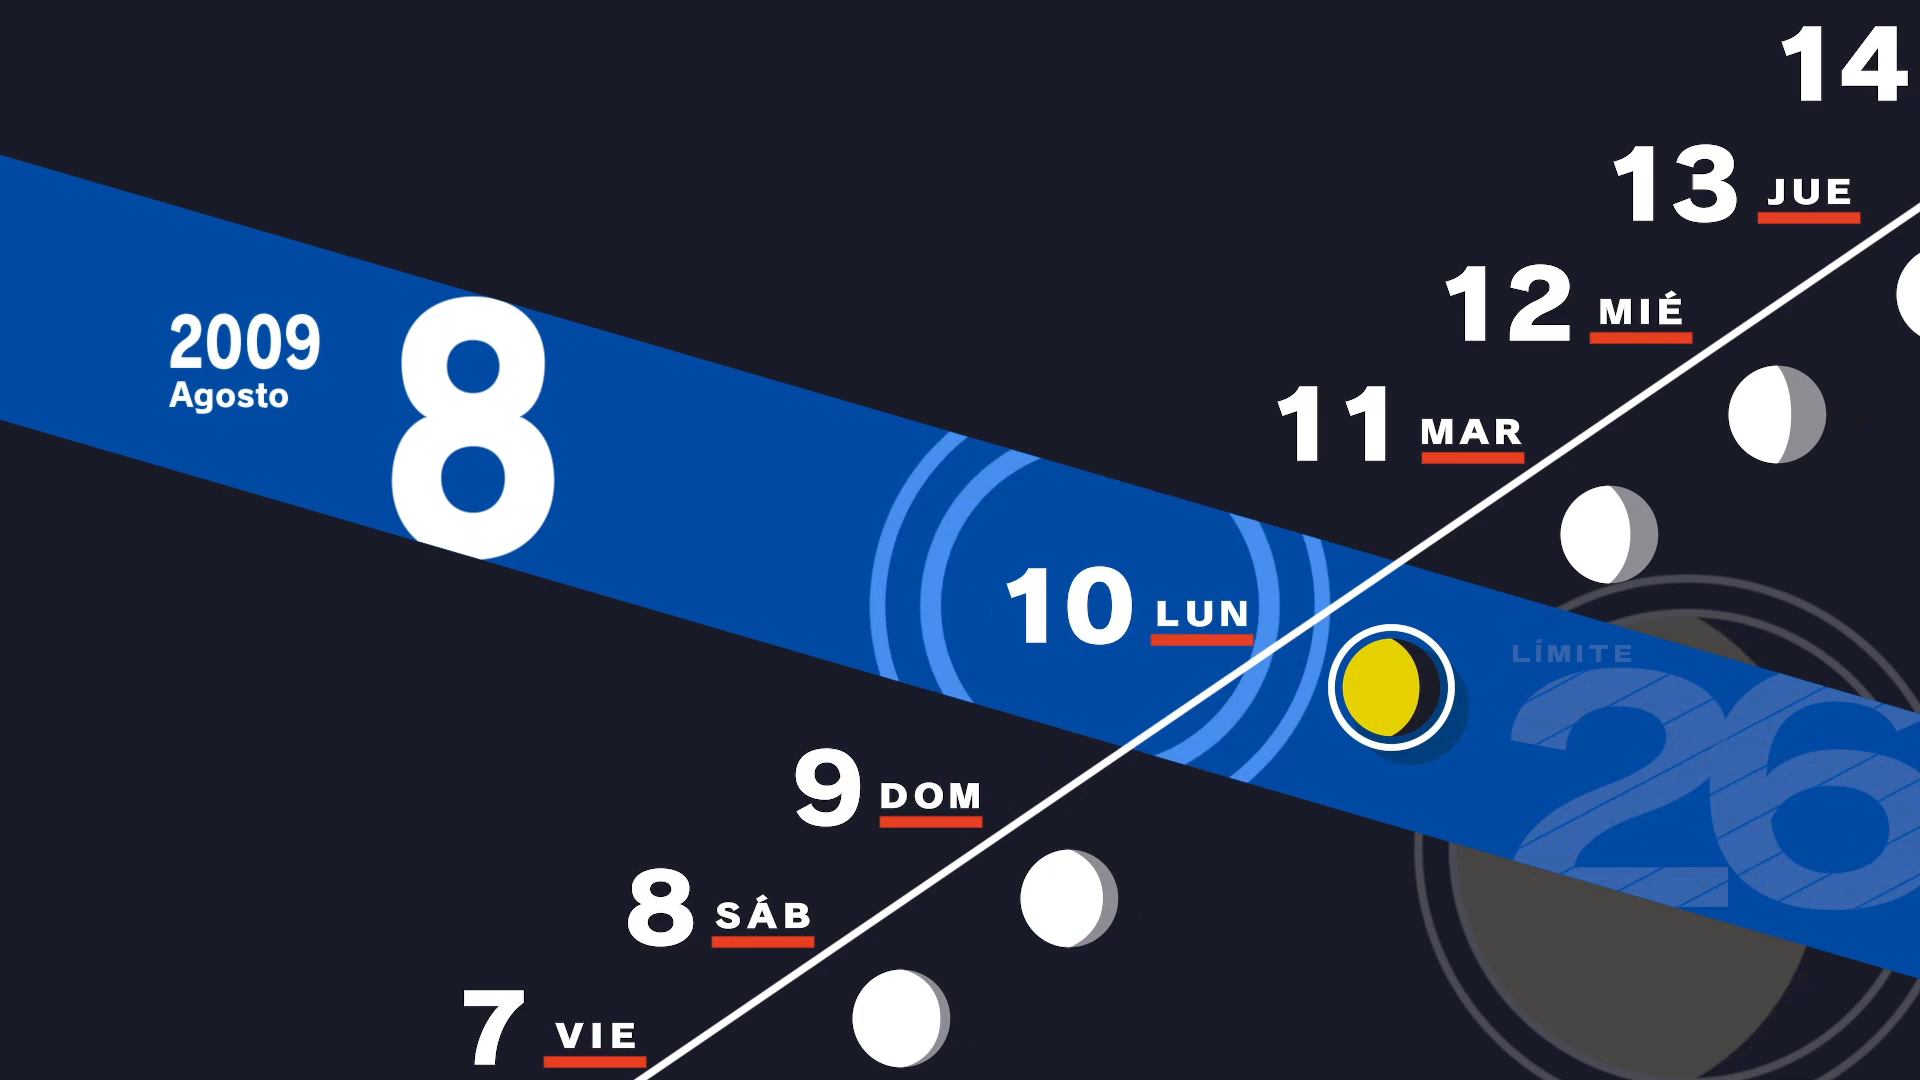 14
13 JUE
12 MIÉ
11 MAR
2009
Agosto
8
10 LUN
LÍMITE
26
9 DOM
8 SÁB
7 VIE